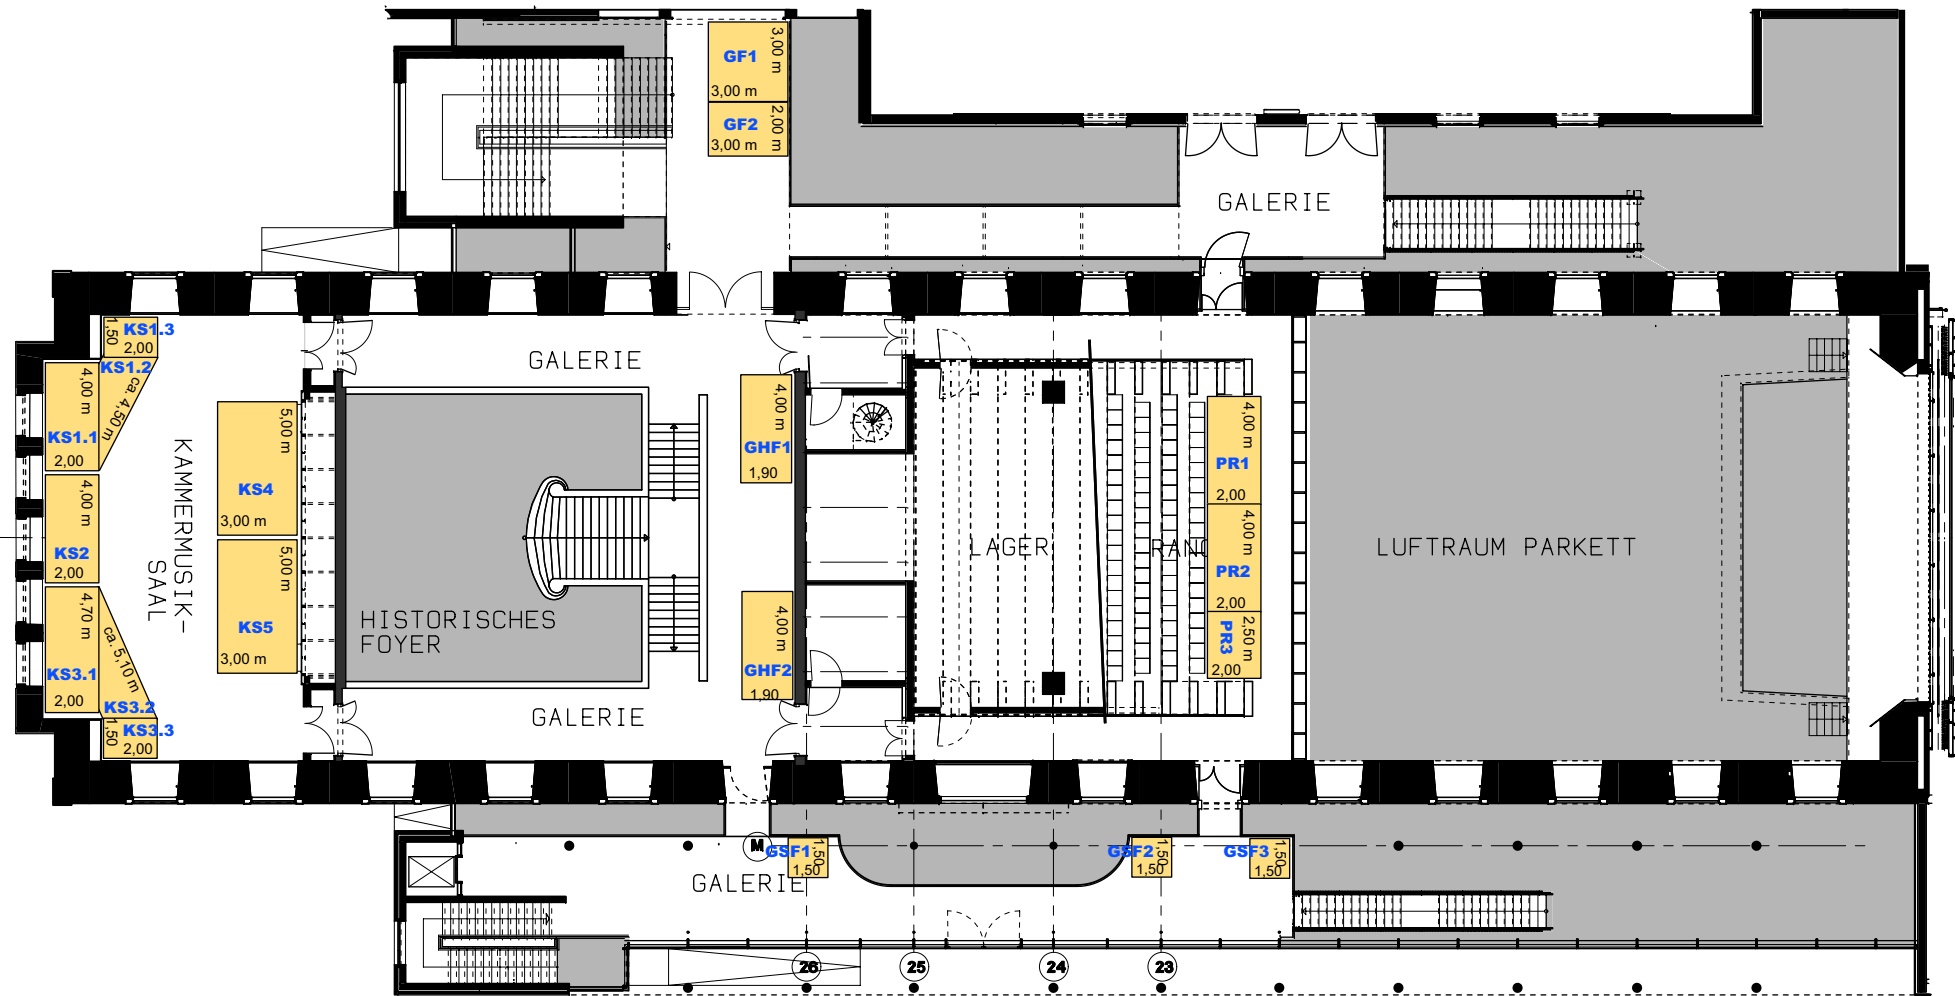 GF1
3,00 m
3,00 m
GF2
2,00 m
3,00 m
GALERIE
KS1.3
1,50
2,00
KS1.2
ca. 4,50 m
4,00 m
KS1.1
2,00
4,00 m
KS2
2,00
4,70 m
KS3.1
2,00
ca. 5,10 m
KS3.2
KS3.3
1,50
2,00
KAMMERMUSIK-
SAAL
5,00 m
KS4
3,00 m
5,00 m
KS5
3,00 m
GALERIE
HISTORISCHES
FOYER
GALERIE
4,00 m
GHF1
1,90
4,00 m
GHF2
1,90
LAGER
RANG
4,00 m
PR1
2,00
4,00 m
PR2
2,00
PR3
2,50 m
2,00
LUFTRAUM PARKETT
M
GSF1
1,50
1,50
GSF2
1,50
1,50
GSF3
1,50
1,50
GALERIE
26
25
24
23